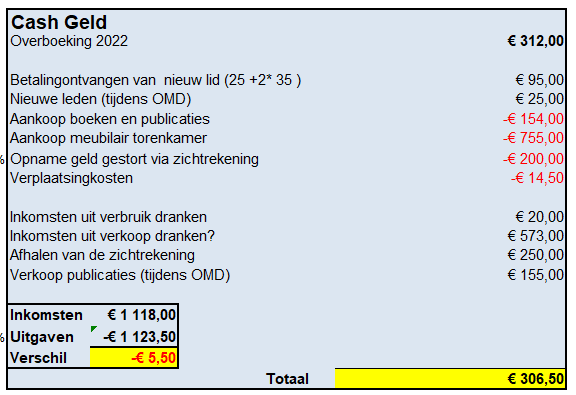 Cash Geld
Overboeking 2022 € 312,00
Betalingontvangen van nieuw lid (25 +2* 35 ) € 95,00
Nieuwe leden (tijdens OMD) € 25,00
Aankoop boeken en publicaties -€ 154,00
Aankoop meubilair torenkamer -€ 755,00
% Opname geld gestort via zichtrekening -€ 200,00
Verplaatsingkosten -€ 14,50
Inkomsten uit verbruik dranken € 20,00
Inkomsten uit verkoop dranken? € 573,00
Afhalen van de zichtrekening € 250,00
Verkoop publicaties (tijdens OMD) € 155,00
Inkomsten € 1 118,00
% Uitgaven -€ 1 123,50
Verschil -€ 5,50
Totaal € 306,50